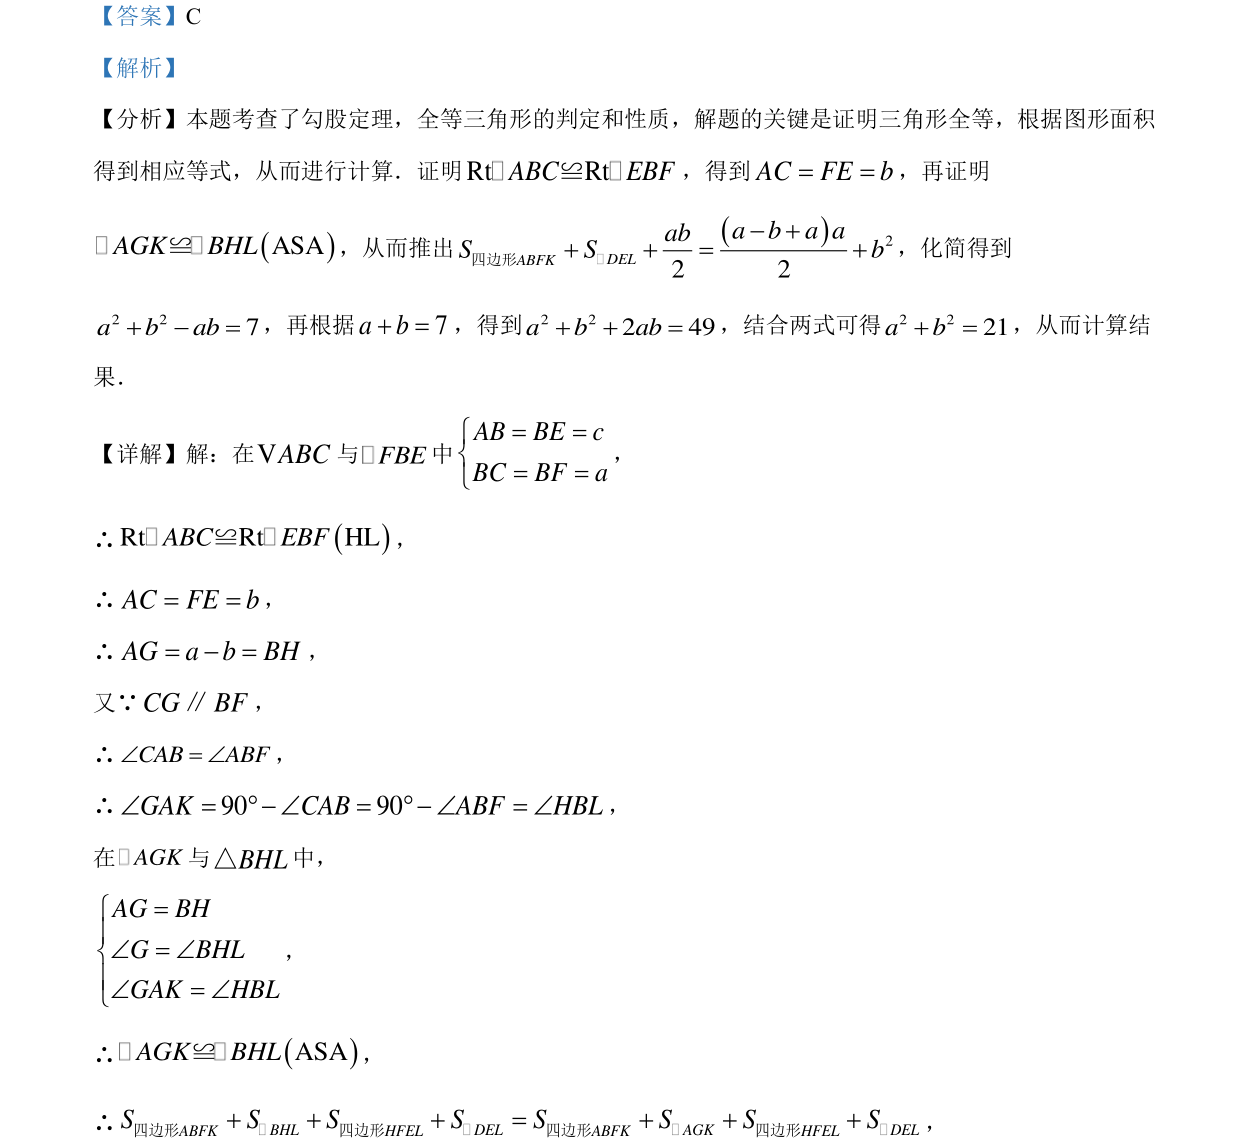 【答案】C
【解析】
【分析】本题考查了勾股定理，全等三角形的判定和性质，解题的关键是证明三角形全等，根据图形面积
得到相应等式，从而进行计算．证明Rt□ABC≌Rt□EBF，得到AC=FE=b，再证明
□AGK≌□BHL(ASA)，从而推出S四边形ABFK+S□DEL+ab/2=(a−b+a)a/2+b²，化简得到
a²+b²−ab=7，再根据a+b=7，得到a²+b²+2ab=49，结合两式可得a²+b²=21，从而计算结
果．
【详解】解：在VABC与□FBE中{AB=BE=c BC=BF=a，
∴Rt□ABC≌Rt□EBF(HL)，
∴AC=FE=b，
∴AG=a−b=BH，
又∵CG∥BF，
∴∠CAB=∠ABF，
∴∠GAK=90°−∠CAB=90°−∠ABF=∠HBL，
在□AGK与△BHL中，
{AG=BH
∠G=∠BHL，
∠GAK=∠HBL
∴□AGK≌□BHL(ASA)，
∴S四边形ABFK+S□BHL+S四边形HFEL+S□DEL=S四边形ABFK+S□AGK+S四边形HFEL+S□DEL，